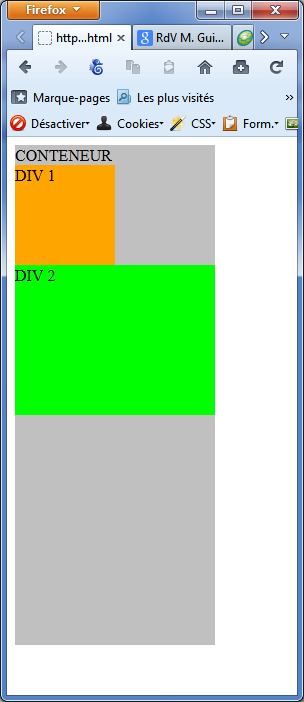 Firefox
http...html
RdV M. Gui...
Marque-pages
Les plus visités
»
Désactiver
Cookies
CSS
Form.
»
CONTENEUR
DIV 1
DIV 2